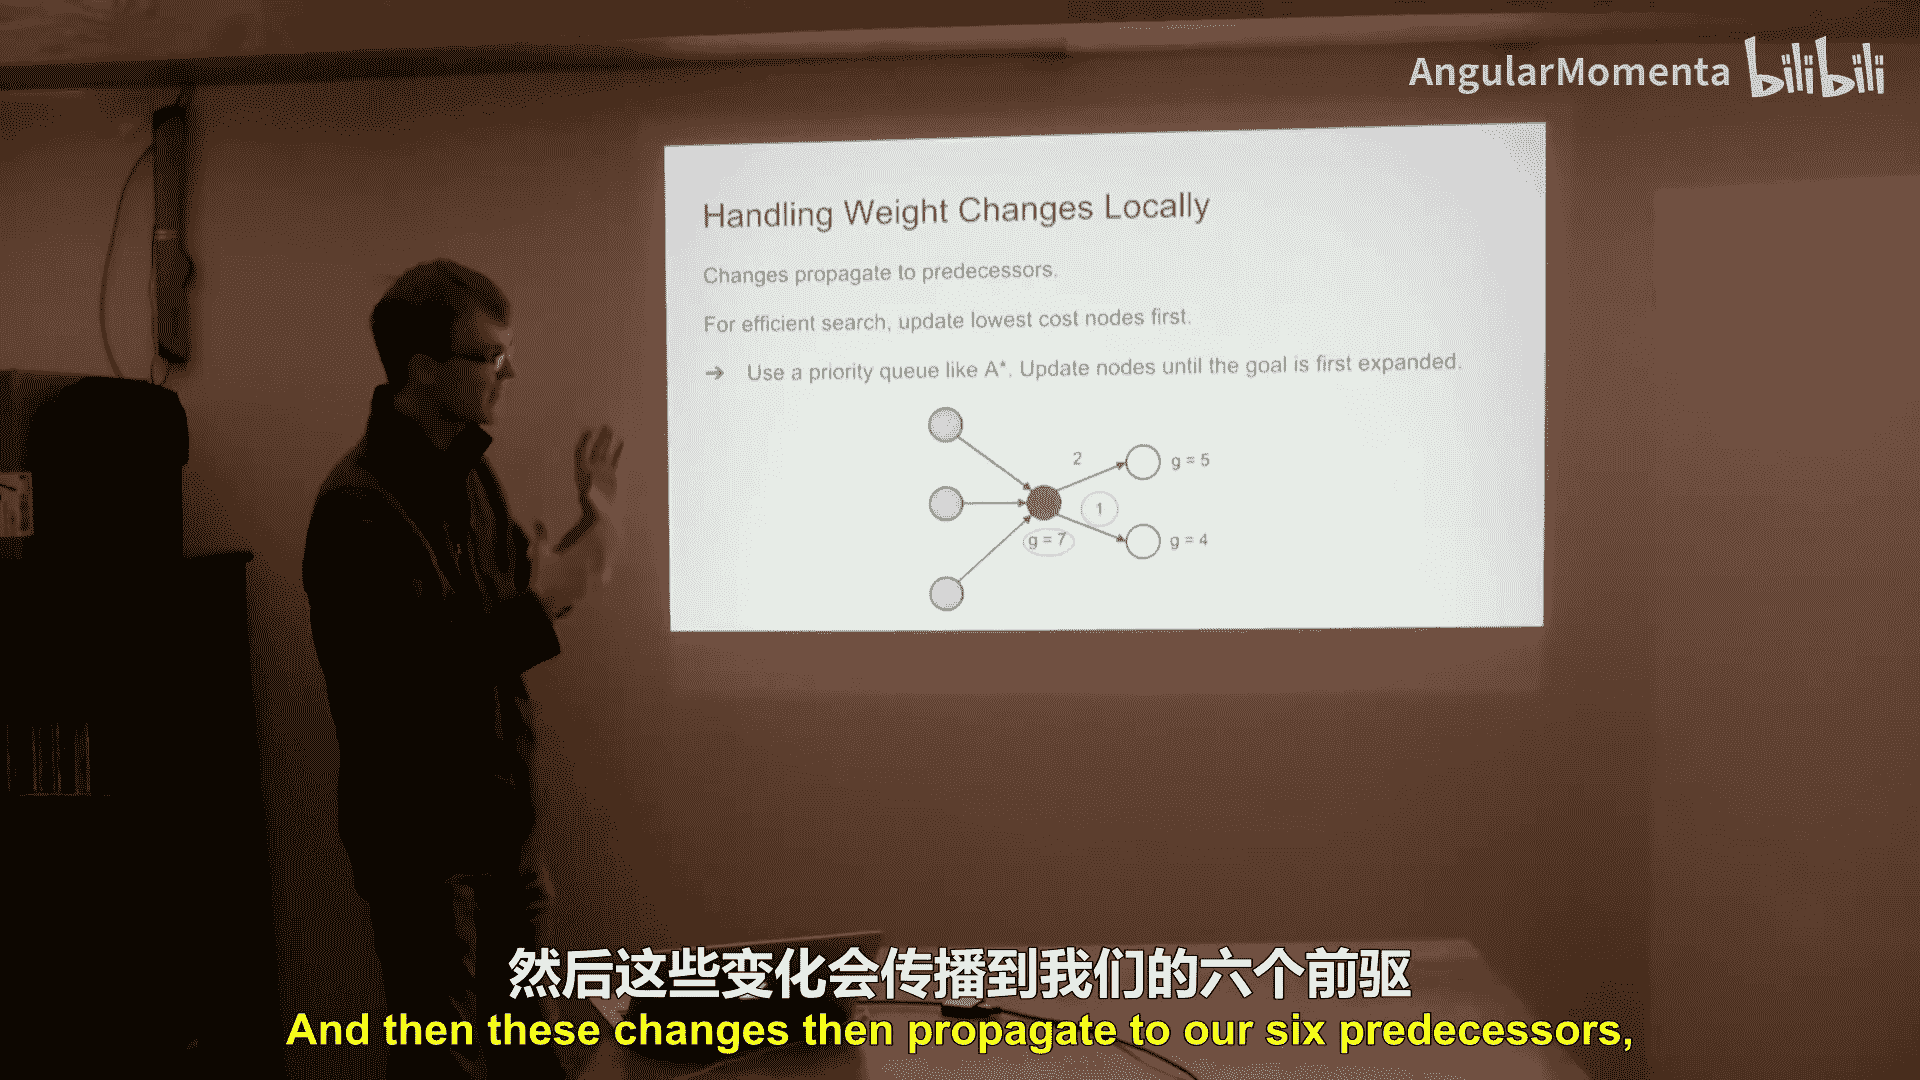 AngularMomenta bilibili
Handling Weight Changes Locally
Changes propagate to predecessors.
For efficient search, update lowest cost nodes first.
➔ Use a priority queue like A*. Update nodes until the goal is first expanded.
2
g = 5
1
g = 7
g = 4
然后这些变化会传播到我们的六个前驱
And then these changes then propagate to our six predecessors,